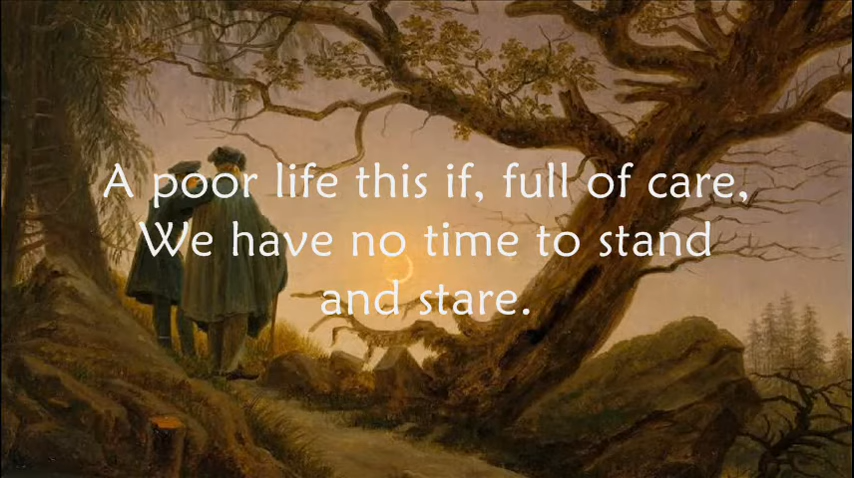 A poor life this if, full of care,
We have no time to stand
and stare.